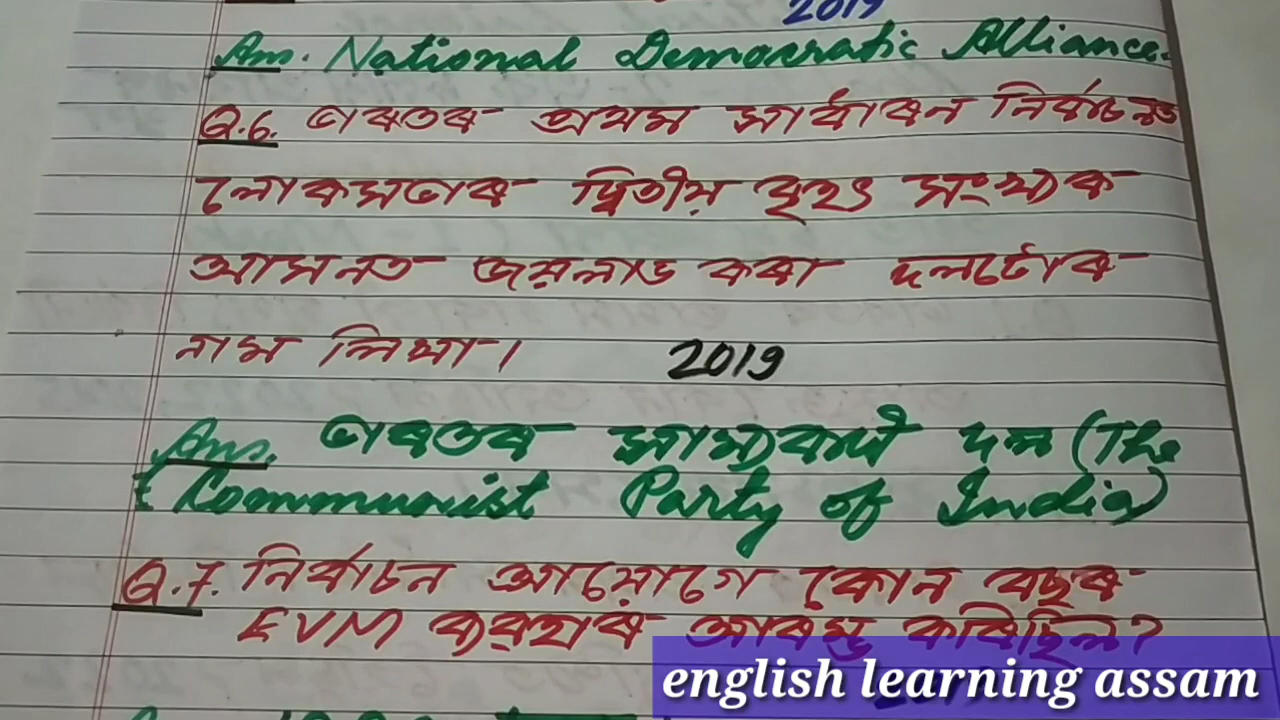 2019
Ans. National Democratic Alliance.
Q.6. ভাৰতৰ প্ৰথম সাধাৰন নিৰ্বাচনত
লোকসভাৰ দ্বিতীয় বৃহৎ সংখ্যক
আসনত জয়লাভ কৰা দলটোৰ
নাম লিখা। 2019
Ans. ভাৰতৰ সাম্যবাদী দল (The
Communist Party of India)
Q.7. নিৰ্বাচন আয়োগে কোন বছৰ
EVM ব্যৱহাৰ আৰম্ভ কৰিছিল?
english learning assam